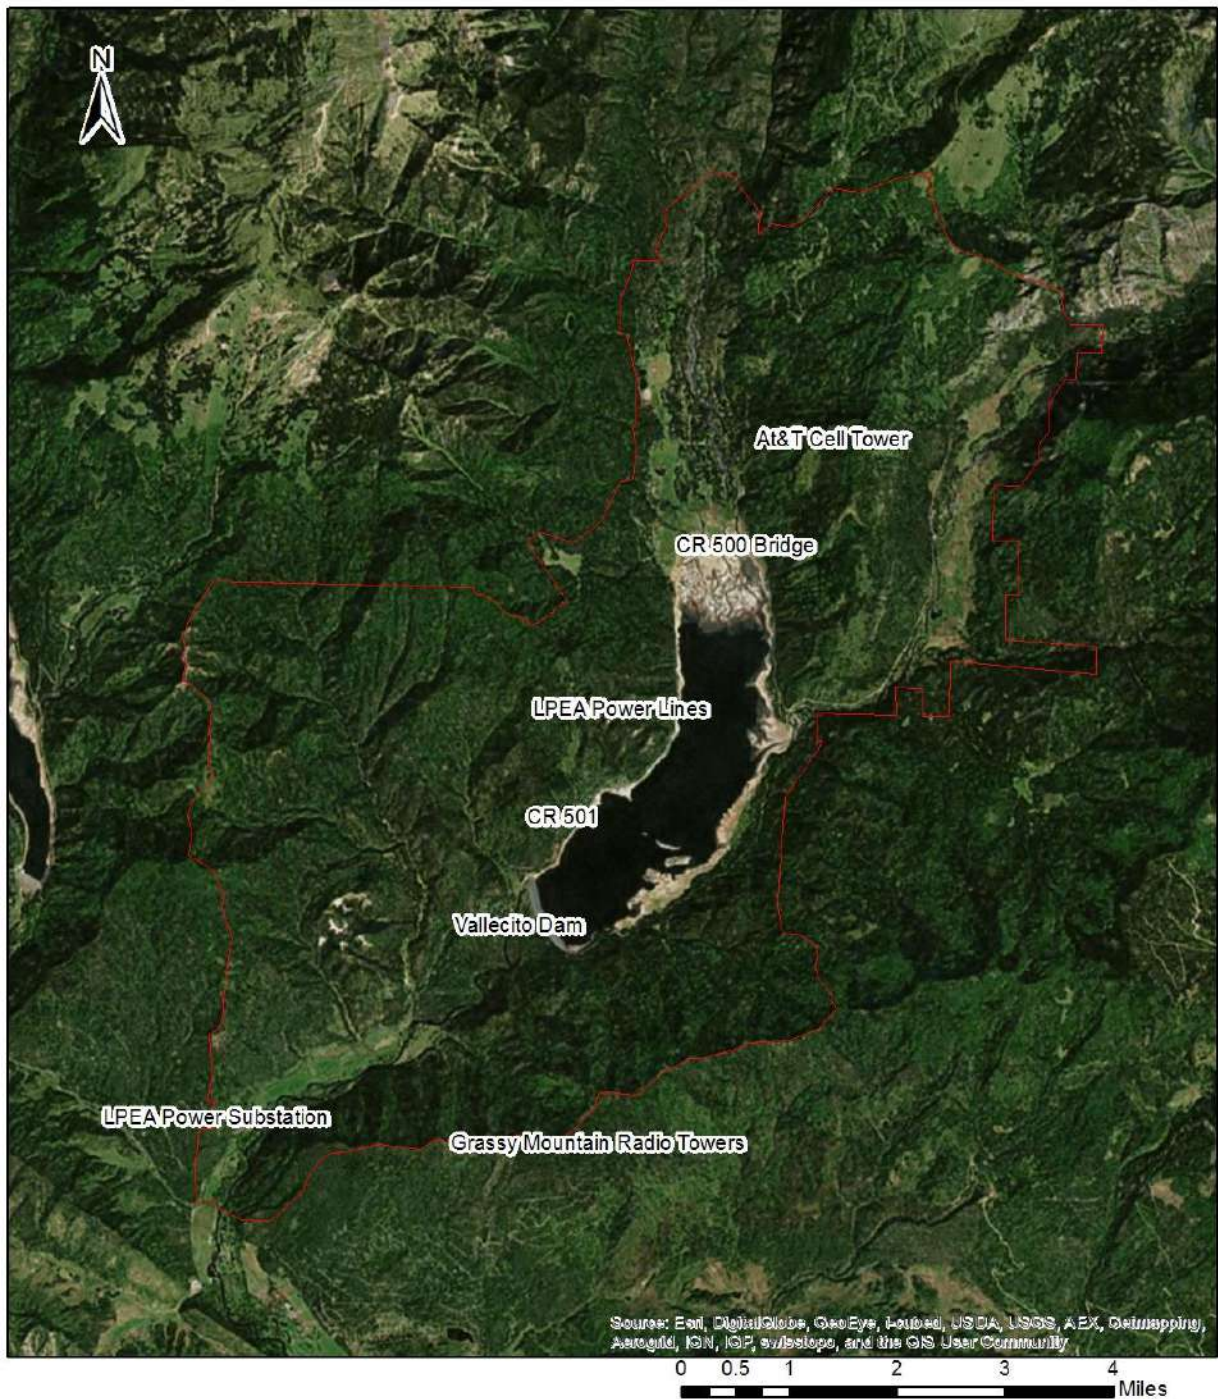 N
At&T Cell Tower
CR 500 Bridge
LPEA Power Lines
CR 501
Vallecito Dam
LPEA Power Substation
Grassy Mountain Radio Towers
Source: Esri, DigitalGlobe, GeoEye, i-cubed, USDA, USGS, AEX, Getmapping,
Aerogrid, IGN, IGP, swisstopo, and the GIS User Community
0 0.5 1 2 3 4
Miles